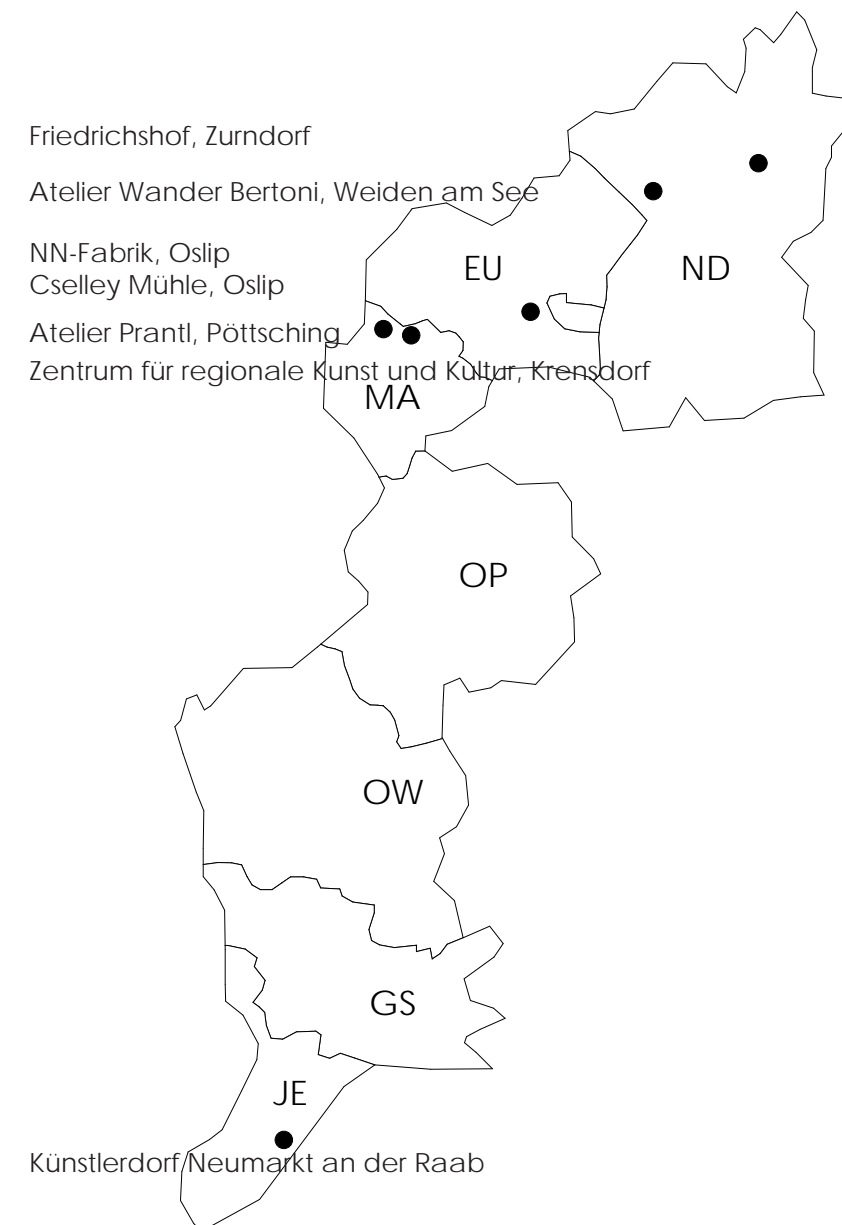 Friedrichshof, Zurndorf
Atelier Wander Bertoni, Weiden am See
NN-Fabrik, Oslip
EU
ND
Cselley Mühle, Oslip
Atelier Prantl, Pöttsching
Zentrum für regionale Kunst und Kultur, Krensdorf
MA
OP
OW
GS
JE
Künstlerdorf Neumarkt an der Raab